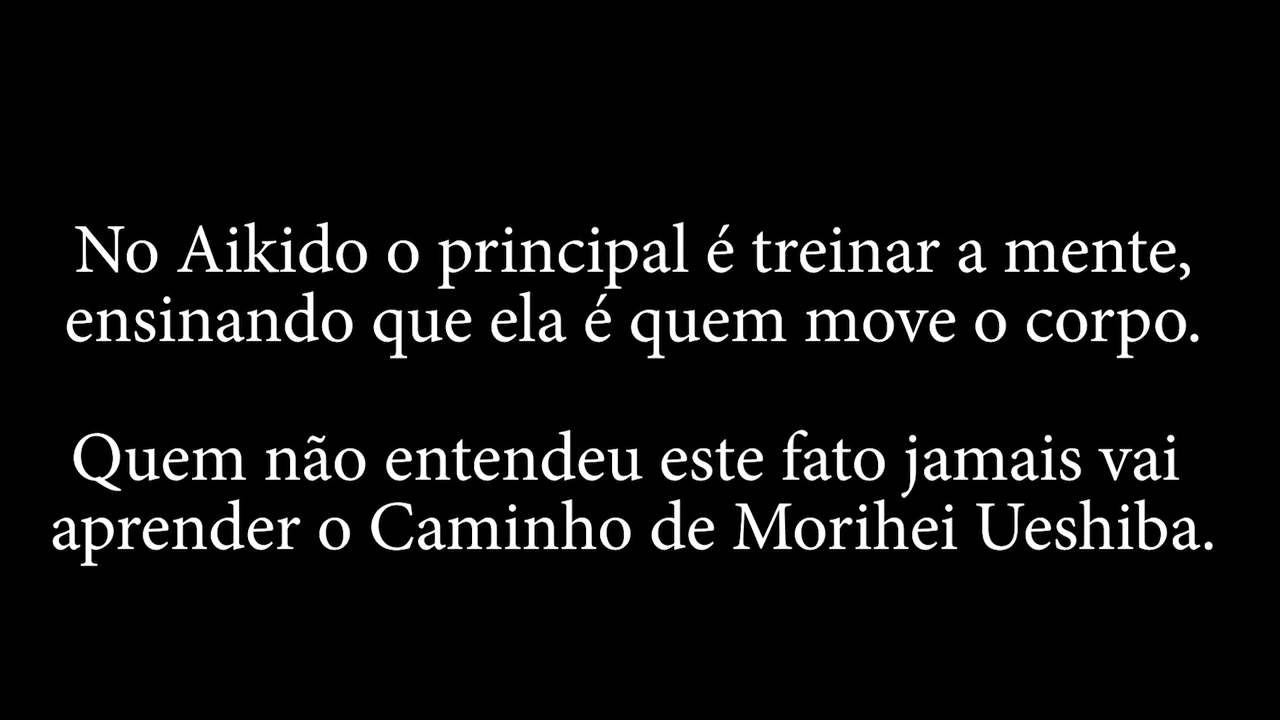 No Aikido o principal é treinar a mente,
ensinando que ela é quem move o corpo.
Quem não entendeu este fato jamais vai
aprender o Caminho de Morihei Ueshiba.